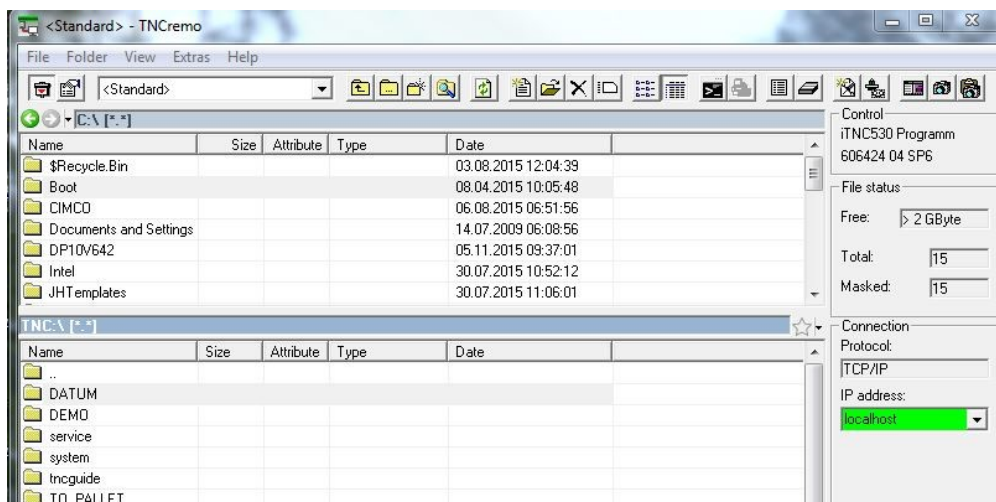 <Standard> - TNCremo
File Folder View Extras Help
<Standard>
C:\ [*.*]
Name Size Attribute Type Date
$Recycle.Bin 03.08.2015 12:04:39
Boot 08.04.2015 10:05:48
CIMCO 06.08.2015 06:51:56
Documents and Settings 14.07.2009 06:08:56
DP10V642 05.11.2015 09:37:01
Intel 30.07.2015 10:52:12
JHTemplates 30.07.2015 11:06:01
TNC:\ [*.*]
Name Size Attribute Type Date
..
DATUM
DEMO
service
system
tncguide
TO_PALLET
Control
iTNC530 Programm
606424 04 SP6
File status
Free: > 2 GByte
Total: 15
Masked: 15
Connection
Protocol:
TCP/IP
IP address:
localhost